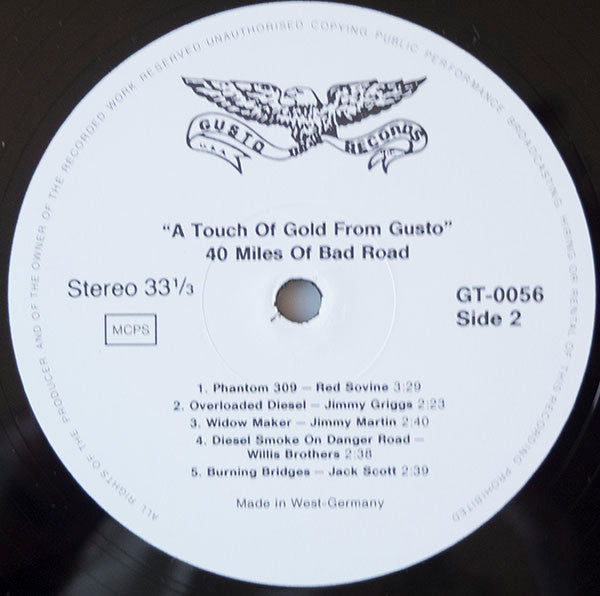 ALL RIGHTS OF THE PRODUCER AND OF THE OWNER OF THE RECORDED WORK RESERVED UNAUTHORISED COPYING PUBLIC PERFORMANCE BROADCASTING HIRING OR RENTAL OF THIS RECORDING PROHIBITED
GUSTO RECORDS
"A Touch Of Gold From Gusto"
40 Miles Of Bad Road
Stereo 33⅓
MCPS
GT-0056
Side 2
1. Phantom 309 – Red Sovine 3:29
2. Overloaded Diesel – Jimmy Griggs 2:23
3. Widow Maker – Jimmy Martin 2:40
4. Diesel Smoke On Danger Road –
Willis Brothers 2:38
5. Burning Bridges – Jack Scott 2:39
Made in West-Germany